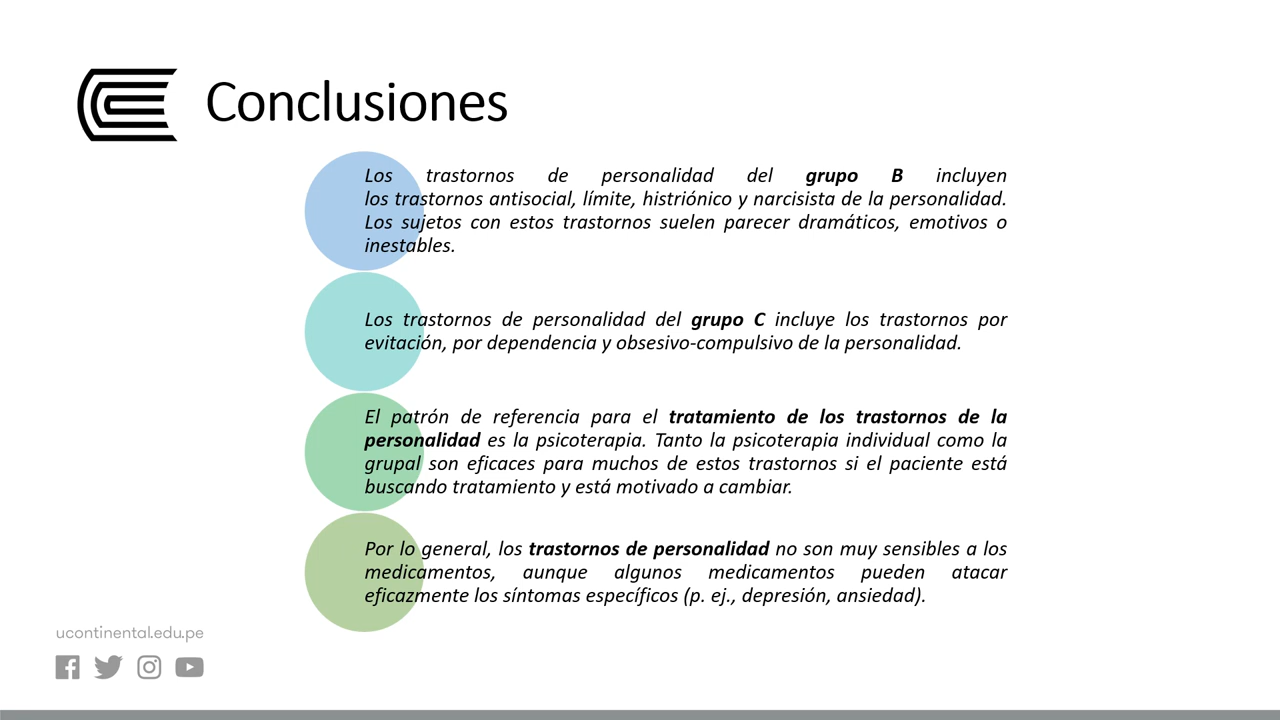 Conclusiones
Los trastornos de personalidad del grupo B incluyen
los trastornos antisocial, límite, histriónico y narcisista de la personalidad.
Los sujetos con estos trastornos suelen parecer dramáticos, emotivos o
inestables.
Los trastornos de personalidad del grupo C incluye los trastornos por
evitación, por dependencia y obsesivo-compulsivo de la personalidad.
El patrón de referencia para el tratamiento de los trastornos de la
personalidad es la psicoterapia. Tanto la psicoterapia individual como la
grupal son eficaces para muchos de estos trastornos si el paciente está
buscando tratamiento y está motivado a cambiar.
Por lo general, los trastornos de personalidad no son muy sensibles a los
medicamentos, aunque algunos medicamentos pueden atacar
eficazmente los síntomas específicos (p. ej., depresión, ansiedad).
ucontinental.edu.pe